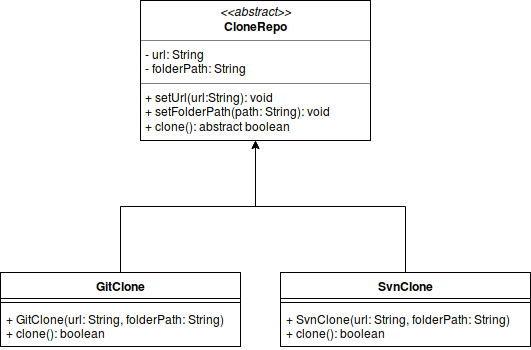 <<abstract>>
CloneRepo
- url: String
- folderPath: String
+ setUrl(url:String): void
+ setFolderPath(path: String): void
+ clone(): abstract boolean
GitClone
+ GitClone(url: String, folderPath: String)
+ clone(): boolean
SvnClone
+ SvnClone(url: String, folderPath: String)
+ clone(): boolean